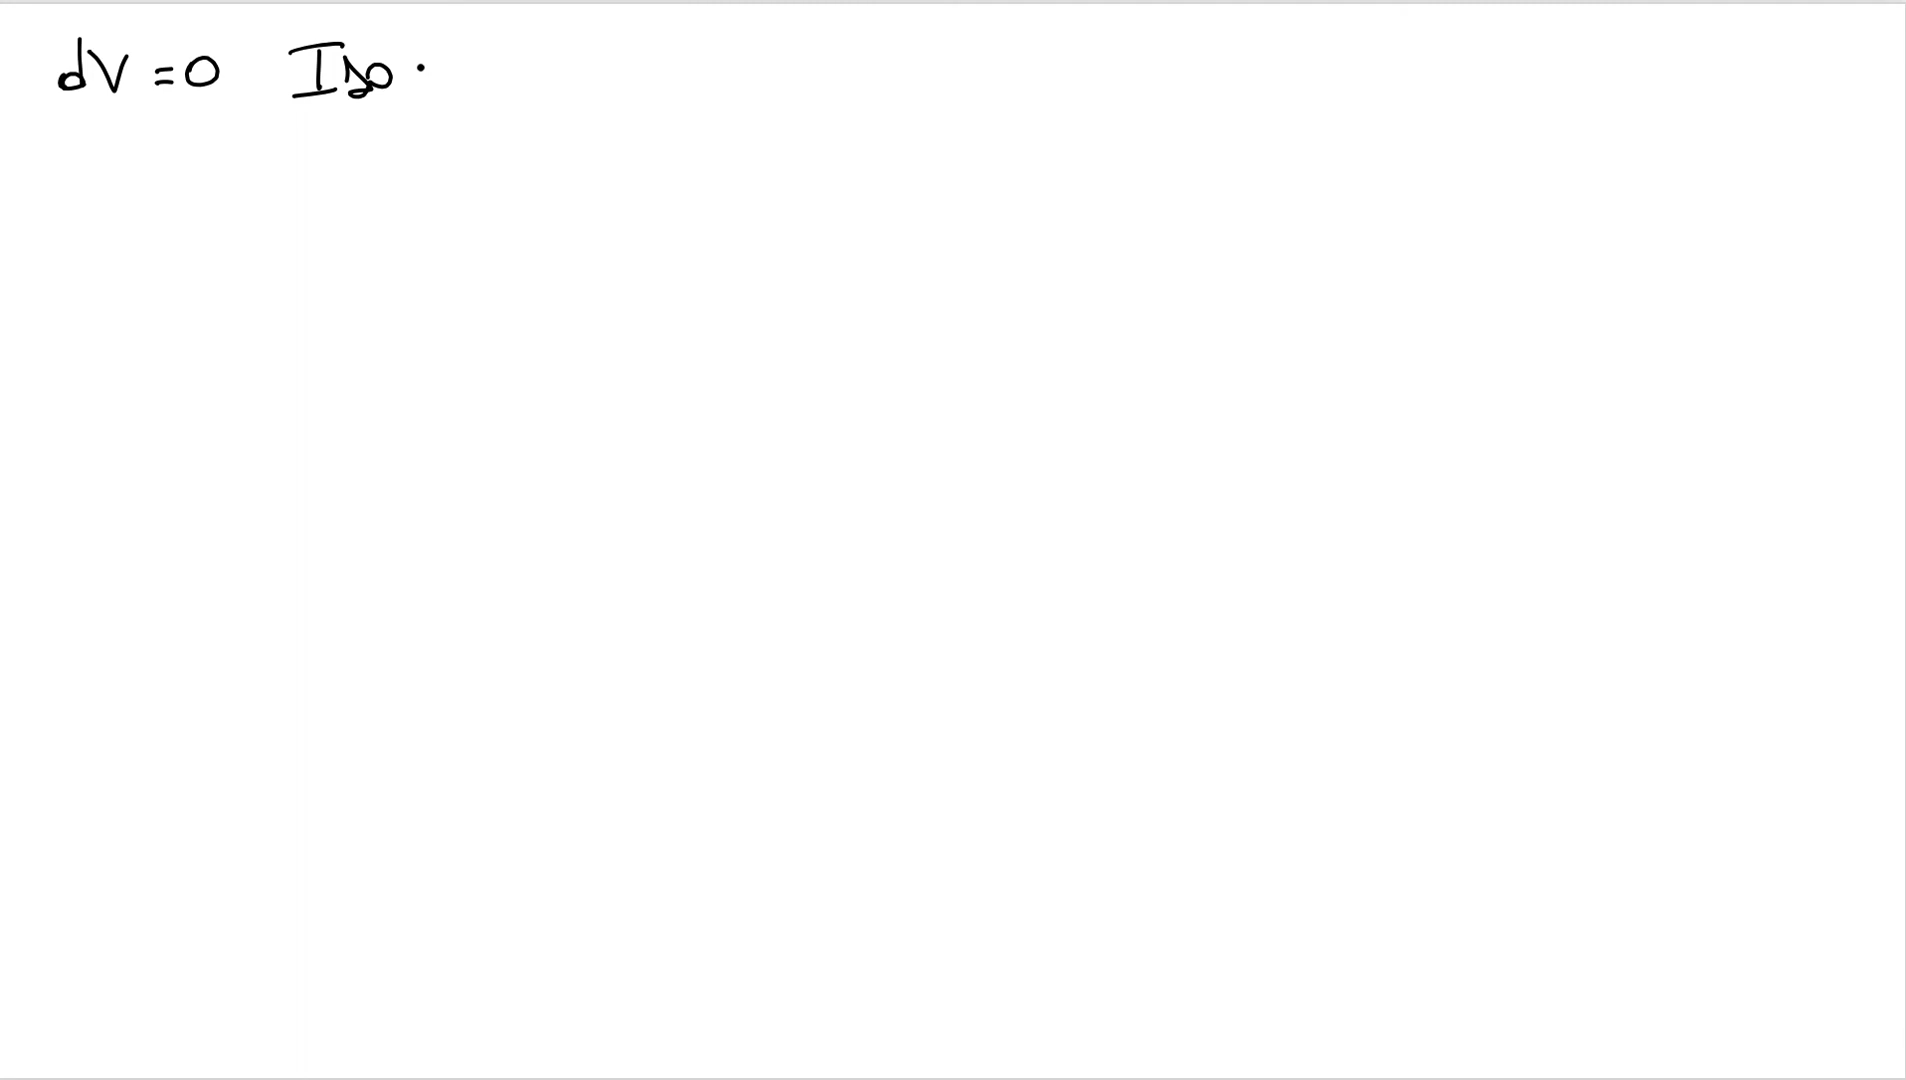 dV = 0 Iso .